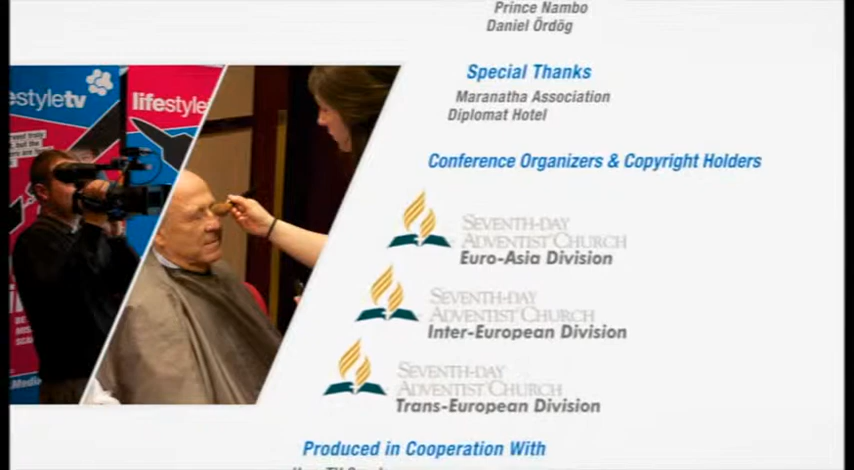 Prince Nambo
Daniel Ördög
Special Thanks
Maranatha Association
Diplomat Hotel
Conference Organizers & Copyright Holders
SEVENTH-DAY
ADVENTIST CHURCH
Euro-Asia Division
SEVENTH-DAY
ADVENTIST CHURCH
Inter-European Division
SEVENTH-DAY
ADVENTIST CHURCH
Trans-European Division
Produced in Cooperation With
estyletv
lifestyle